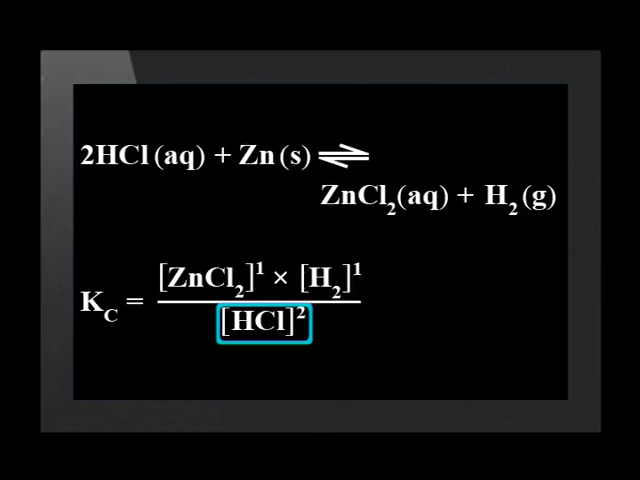 2HCl (aq) + Zn (s) ⇌
ZnCl₂(aq) + H₂ (g)
K_C = [ZnCl₂]¹ × [H₂]¹
[HCl]²